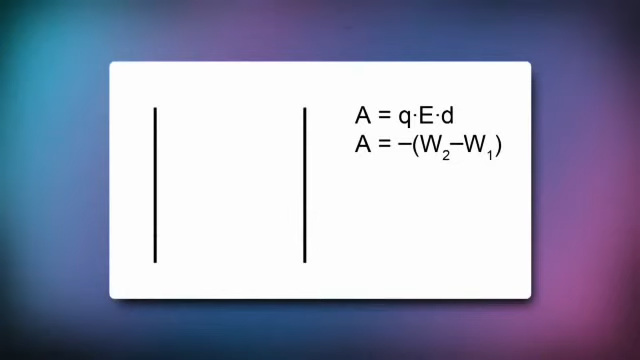 A = q·E·d
A = –(W₂–W₁)